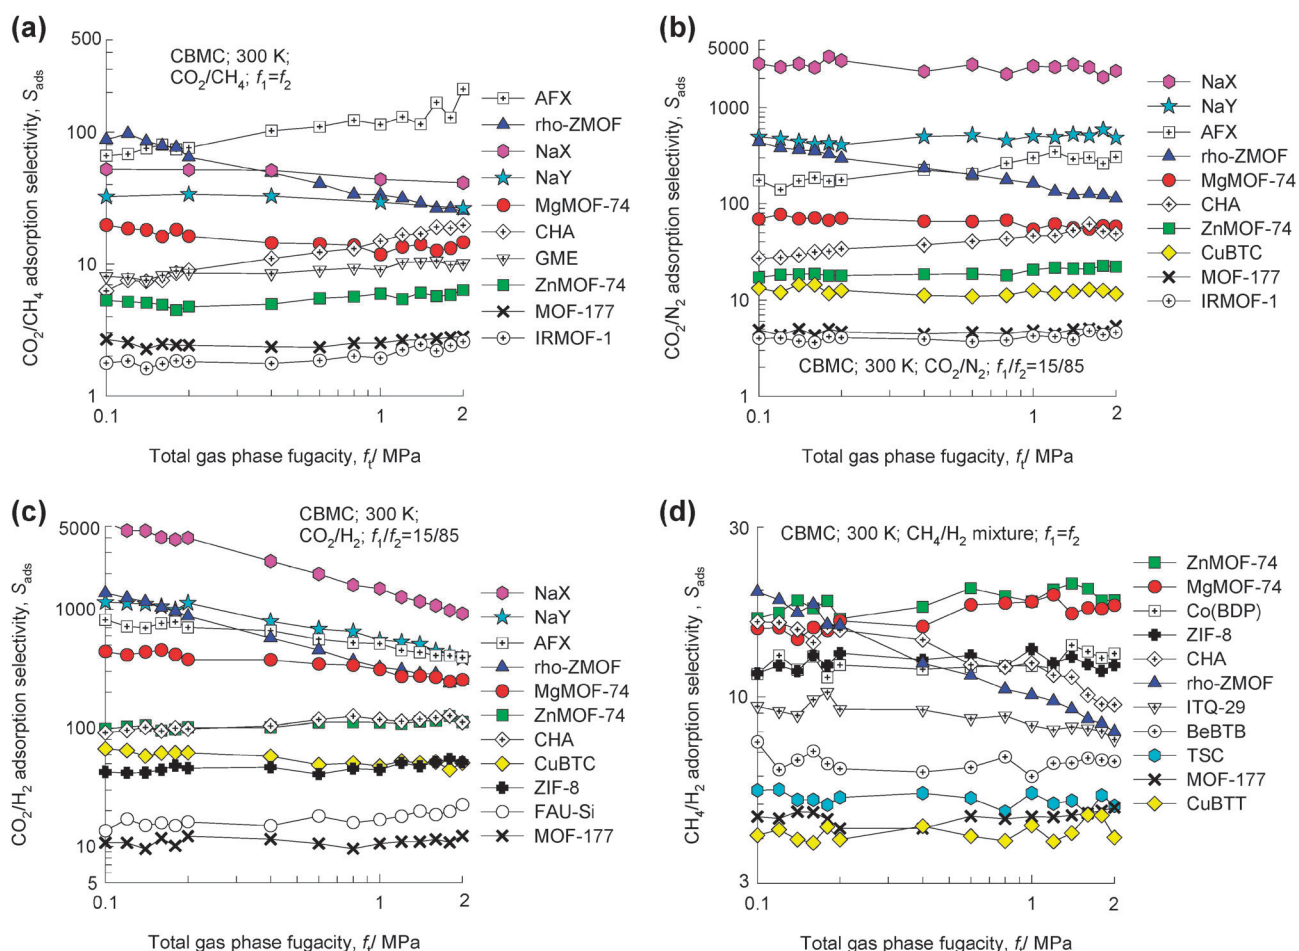 (a)
500
100
10
1
CO2/CH4 adsorption selectivity, Sads
CBMC; 300 K;
CO2/CH4; f1=f2
0.1
1
2
Total gas phase fugacity, ft/ MPa
AFX
rho-ZMOF
NaX
NaY
MgMOF-74
CHA
GME
ZnMOF-74
MOF-177
IRMOF-1
(b)
5000
1000
100
10
1
CO2/N2 adsorption selectivity, Sads
CBMC; 300 K; CO2/N2; f1/f2=15/85
0.1
1
2
Total gas phase fugacity, ft/ MPa
NaX
NaY
AFX
rho-ZMOF
MgMOF-74
CHA
ZnMOF-74
CuBTC
MOF-177
IRMOF-1
(c)
5000
1000
100
10
5
CO2/H2 adsorption selectivity, Sads
CBMC; 300 K;
CO2/H2; f1/f2=15/85
0.1
1
2
Total gas phase fugacity, ft/ MPa
NaX
NaY
AFX
rho-ZMOF
MgMOF-74
ZnMOF-74
CHA
CuBTC
ZIF-8
FAU-Si
MOF-177
(d)
30
10
3
CH4/H2 adorption selectivity, Sads
CBMC; 300 K; CH4/H2 mixture; f1=f2
0.1
1
2
Total gas phase fugacity, ft/ MPa
ZnMOF-74
MgMOF-74
Co(BDP)
ZIF-8
CHA
rho-ZMOF
ITQ-29
BeBTB
TSC
MOF-177
CuBTT